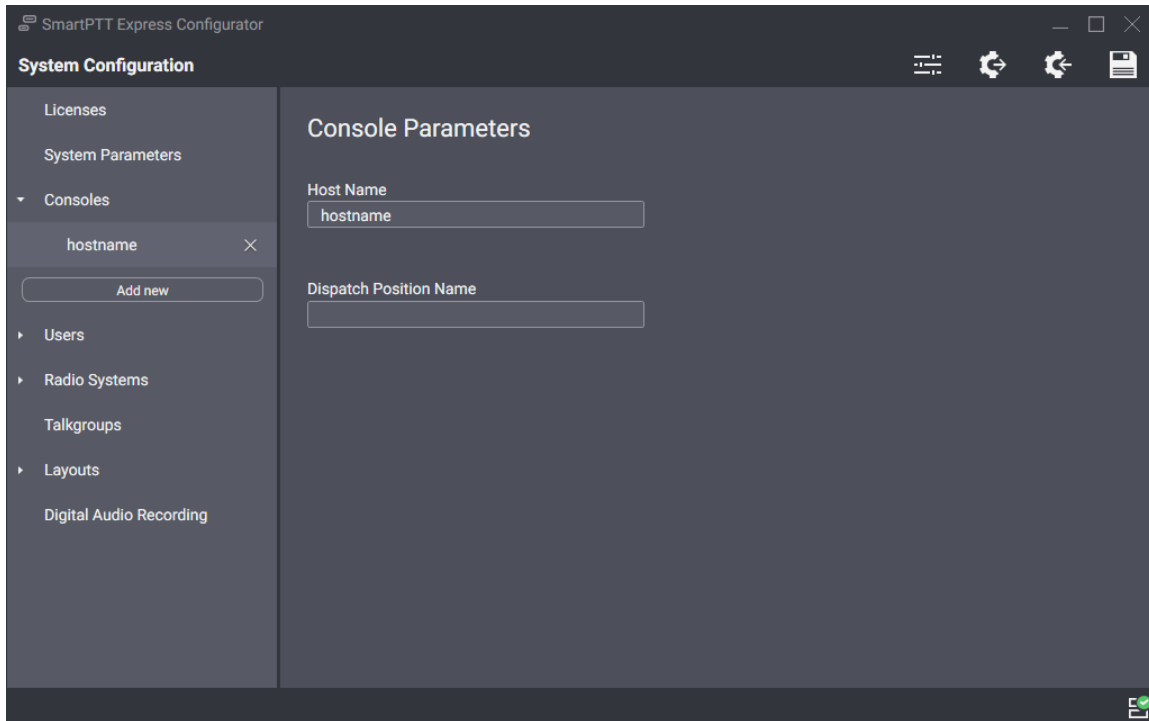 SmartPTT Express Configurator
System Configuration
Licenses
System Parameters
Consoles
hostname
Add new
Users
Radio Systems
Talkgroups
Layouts
Digital Audio Recording
Console Parameters
Host Name
hostname
Dispatch Position Name